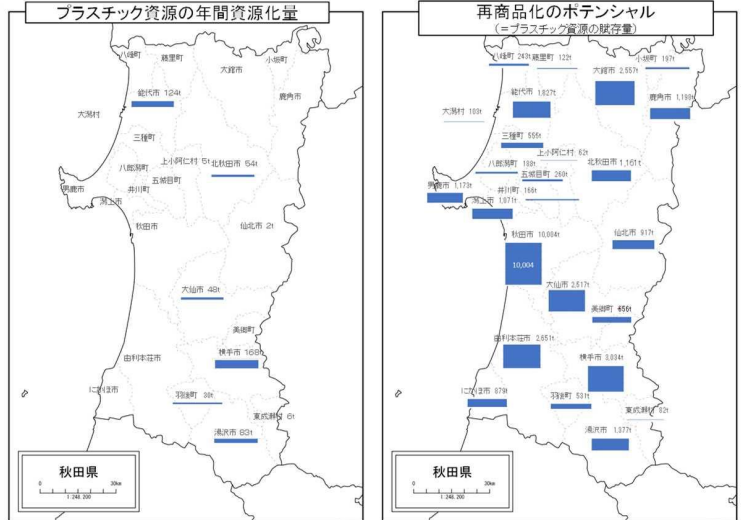 プラスチック資源の年間資源化量
八峰町
藤里町
大館市
小坂町
能代市 124t
鹿角市
大潟村
三種町
上小阿仁村 5t
北秋田市 54t
八郎潟町
五城目町
男鹿市
井川町
潟上市
秋田市
仙北市 2t
大仙市 48t
美郷町
横手市 168t
由利本荘市
にかほ市
羽後町 30t
東成瀬村 6t
湯沢市 83t
秋田県
0 30km
再商品化のポテンシャル
(=プラスチック資源の賦存量)
八峰町 243t
藤里町 122t
小坂町 197t
大館市 2,557t
能代市 1,827t
鹿角市
大潟村 103t
三種町 555t
上小阿仁村 62t
八郎潟町 188t
北秋田市 1,161t
五城目町 260t
男鹿市 1,173t
井川町 166t
潟上市 1,071t
秋田市 10,004t
仙北市 917t
10,004
大仙市 2,617t
美郷町 656t
由利本荘市 2,651t
横手市 3,034t
にかほ市 879t
羽後町 531t
東成瀬村 82t
湯沢市 1,377t
秋田県
0 30km